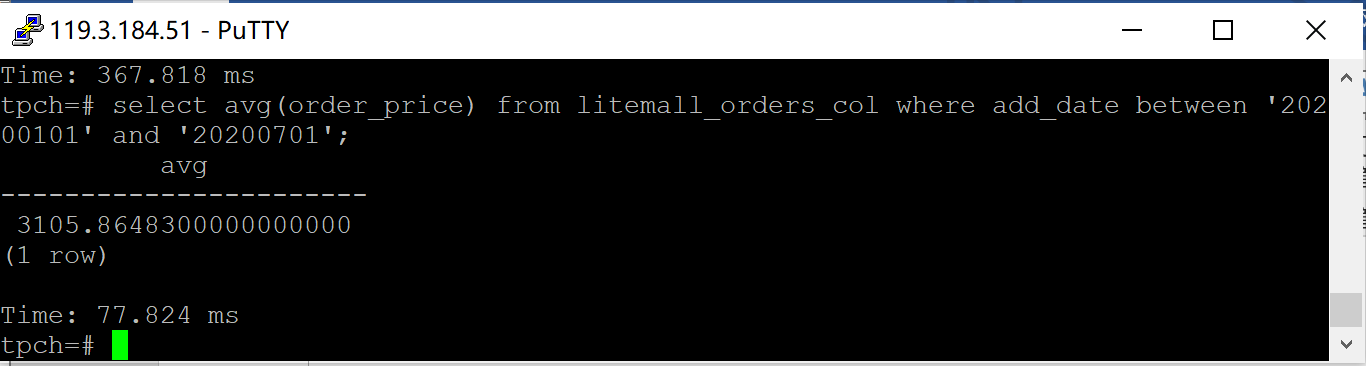 119.3.184.51 - PuTTY
Time: 367.818 ms
tpch=# select avg(order_price) from litemall_orders_col where add_date between '202
00101' and '20200701';
avg
-----------------------
3105.8648300000000000
(1 row)
Time: 77.824 ms
tpch=#